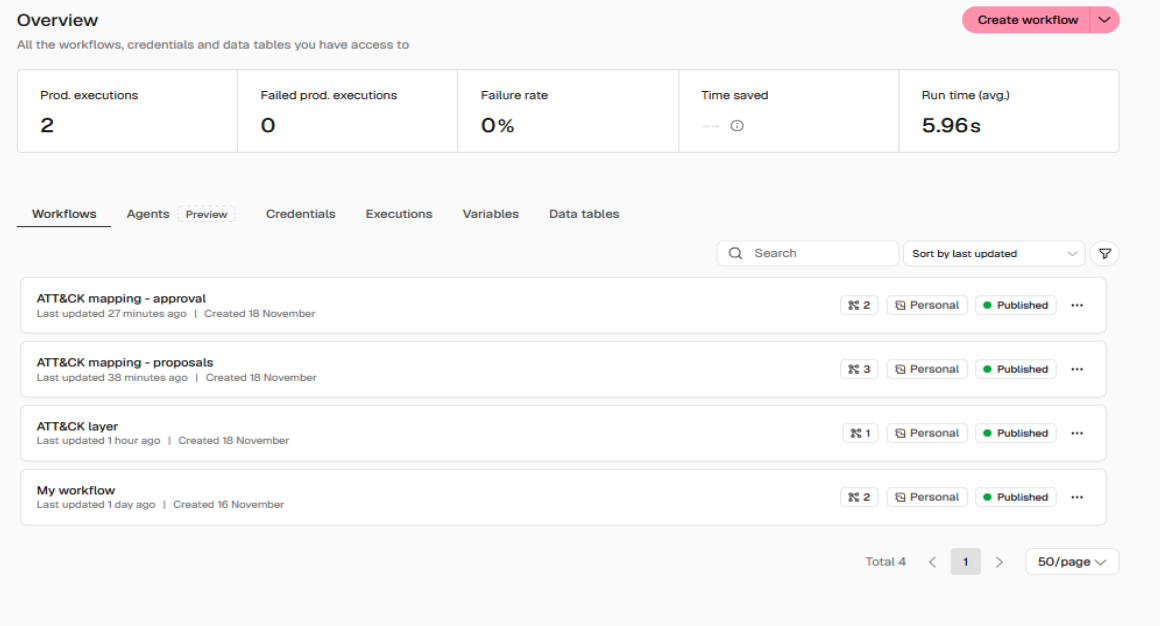 Overview
Create workflow
All the workflows, credentials and data tables you have access to
Prod. executions
2
Failed prod. executions
0
Failure rate
0%
Time saved
--
Run time (avg.)
5.96s
Workflows Agents Preview Credentials Executions Variables Data tables
Search
Sort by last updated
ATT&CK mapping - approval
Last updated 27 minutes ago | Created 18 November
2 Personal Published
ATT&CK mapping - proposals
Last updated 38 minutes ago | Created 18 November
3 Personal Published
ATT&CK layer
Last updated 1 hour ago | Created 18 November
1 Personal Published
My workflow
Last updated 1 day ago | Created 16 November
2 Personal Published
Total 4 1 50/page